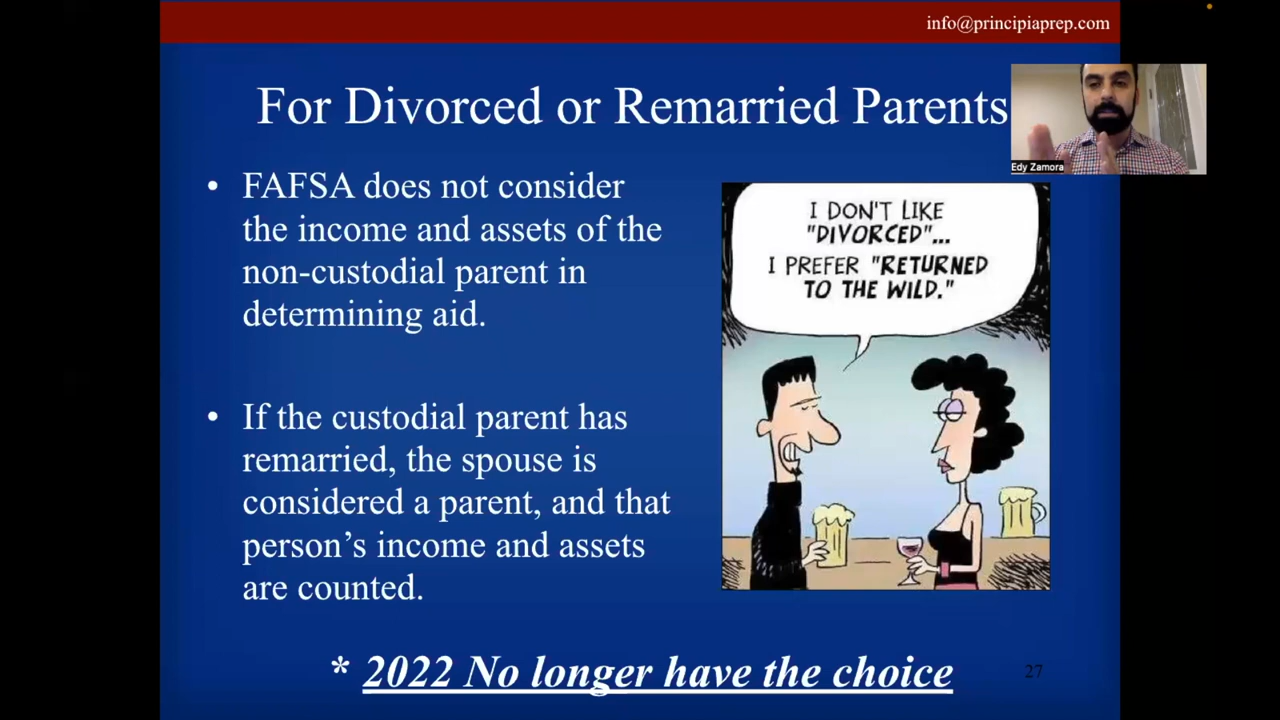 info@principiaprep.com
For Divorced or Remarried Parents
Edy Zamora
• FAFSA does not consider
the income and assets of the
non-custodial parent in
determining aid.
• If the custodial parent has
remarried, the spouse is
considered a parent, and that
person’s income and assets
are counted.
I DON'T LIKE
"DIVORCED"...
I PREFER "RETURNED
TO THE WILD."
* 2022 No longer have the choice
27